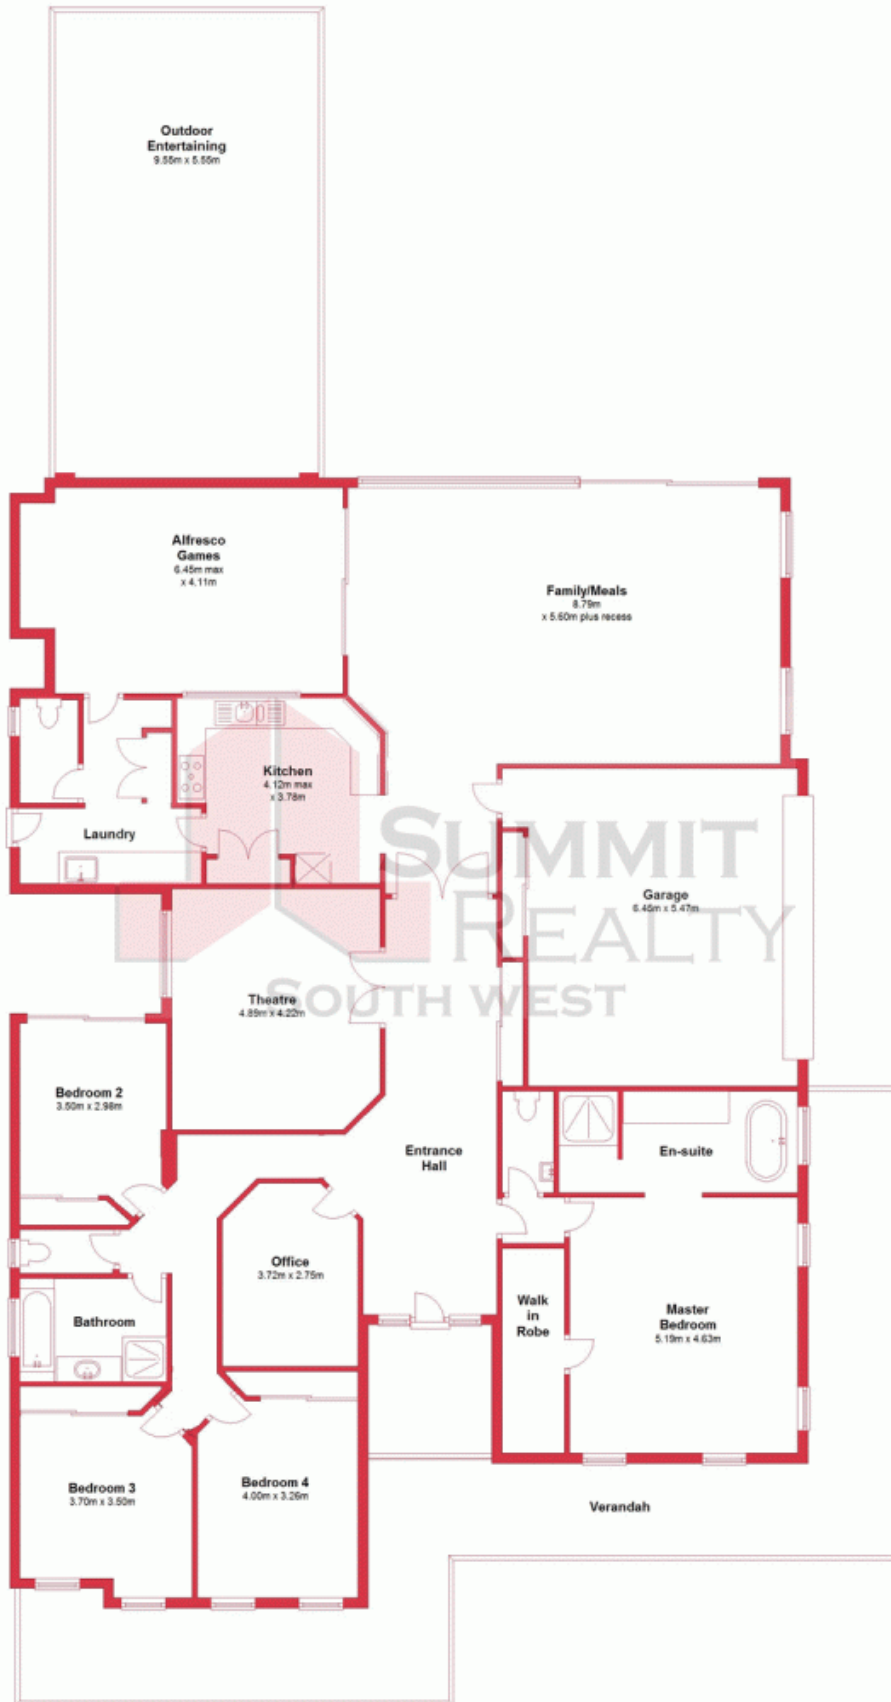 Outdoor
Entertaining
9.55m x 5.55m
Alfresco
Games
6.45m max
x 4.11m
Family/Meals
8.79m
x 5.60m plus recess
Kitchen
4.12m max
x 3.78m
Laundry
SUMMIT
REALTY
SOUTH WEST
Garage
6.45m x 5.47m
Theatre
4.89m x 4.22m
Bedroom 2
3.50m x 2.98m
Entrance
Hall
En-suite
Office
3.72m x 2.75m
Walk
in
Robe
Master
Bedroom
5.19m x 4.63m
Bathroom
Bedroom 3
3.70m x 3.50m
Bedroom 4
4.00m x 3.26m
Verandah